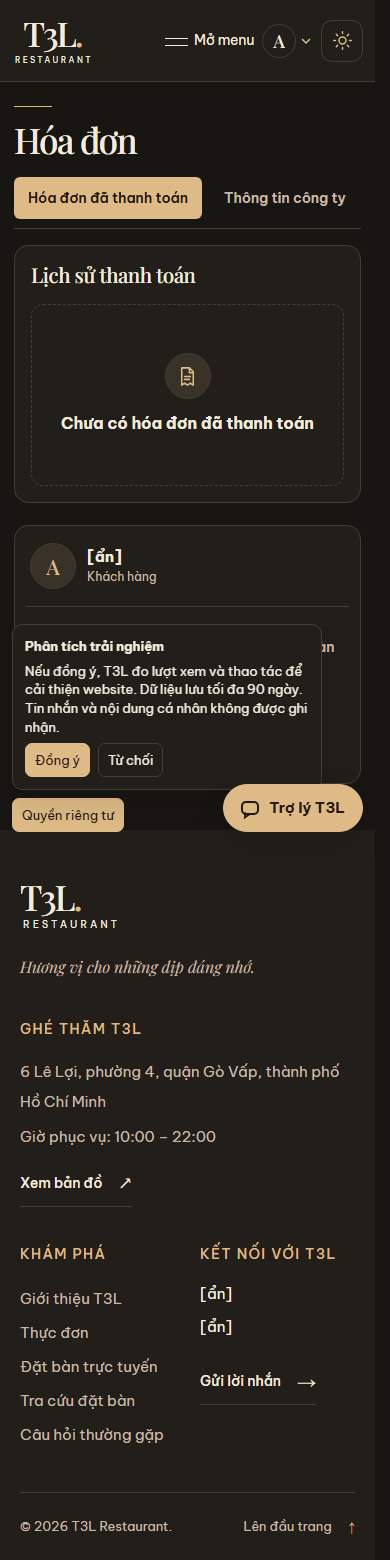 T3L.
RESTAURANT
Mở menu
A
Hóa đơn
Hóa đơn đã thanh toán
Thông tin công ty
Lịch sử thanh toán
Chưa có hóa đơn đã thanh toán
A
[ẩn]
Khách hàng
Phân tích trải nghiệm
Nếu đồng ý, T3L đo lượt xem và thao tác để
cải thiện website. Dữ liệu lưu tối đa 90 ngày.
Tin nhắn và nội dung cá nhân không được ghi
nhận.
Đồng ý
Từ chối
Quyền riêng tư
Trợ lý T3L
T3L.
RESTAURANT
Hương vị cho những dịp đáng nhớ.
GHÉ THĂM T3L
6 Lê Lợi, phường 4, quận Gò Vấp, thành phố
Hồ Chí Minh
Giờ phục vụ: 10:00 – 22:00
Xem bản đồ ↗
KHÁM PHÁ
Giới thiệu T3L
Thực đơn
Đặt bàn trực tuyến
Tra cứu đặt bàn
Câu hỏi thường gặp
KẾT NỐI VỚI T3L
[ẩn]
[ẩn]
Gửi lời nhắn →
© 2026 T3L Restaurant.
Lên đầu trang ↑